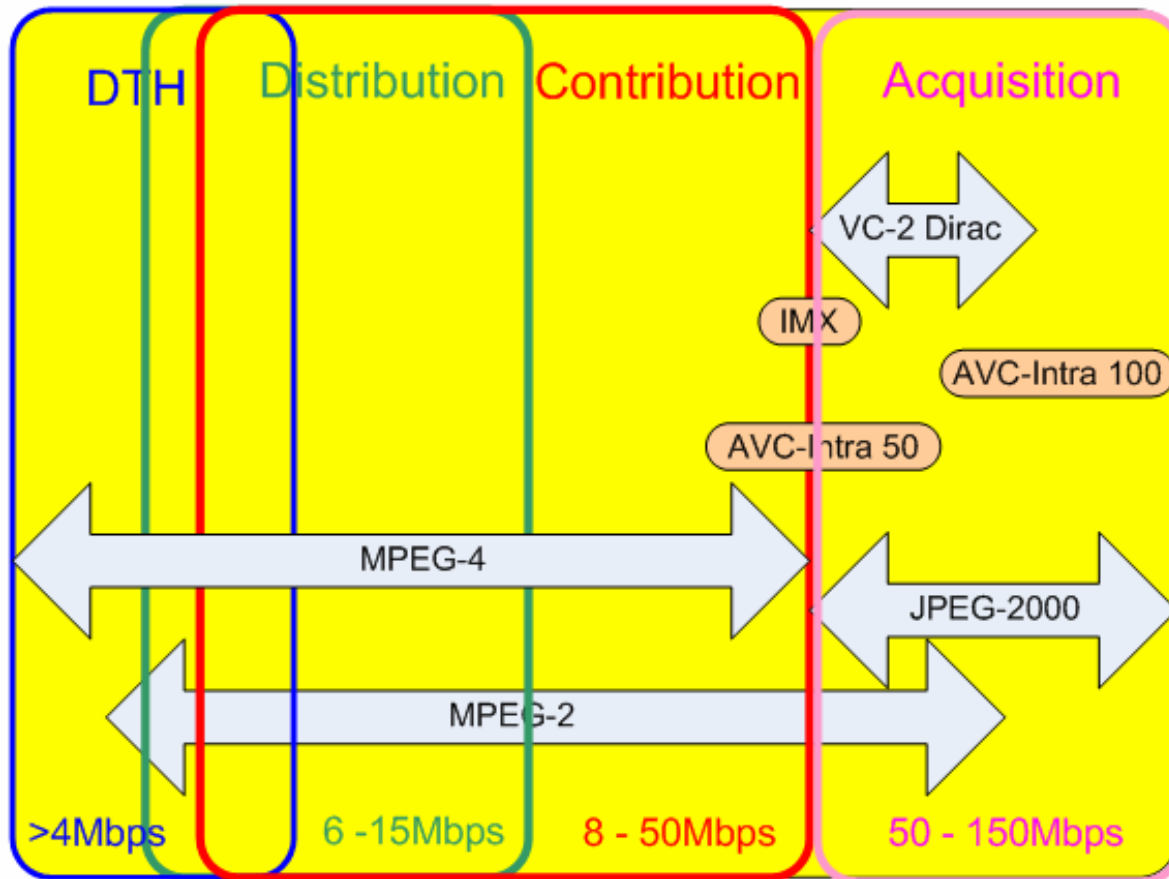 DTH
Distribution
Contribution
Acquisition
VC-2 Dirac
IMX
AVC-Intra 100
AVC-Intra 50
MPEG-4
JPEG-2000
MPEG-2
>4Mbps
6 -15Mbps
8 - 50Mbps
50 - 150Mbps